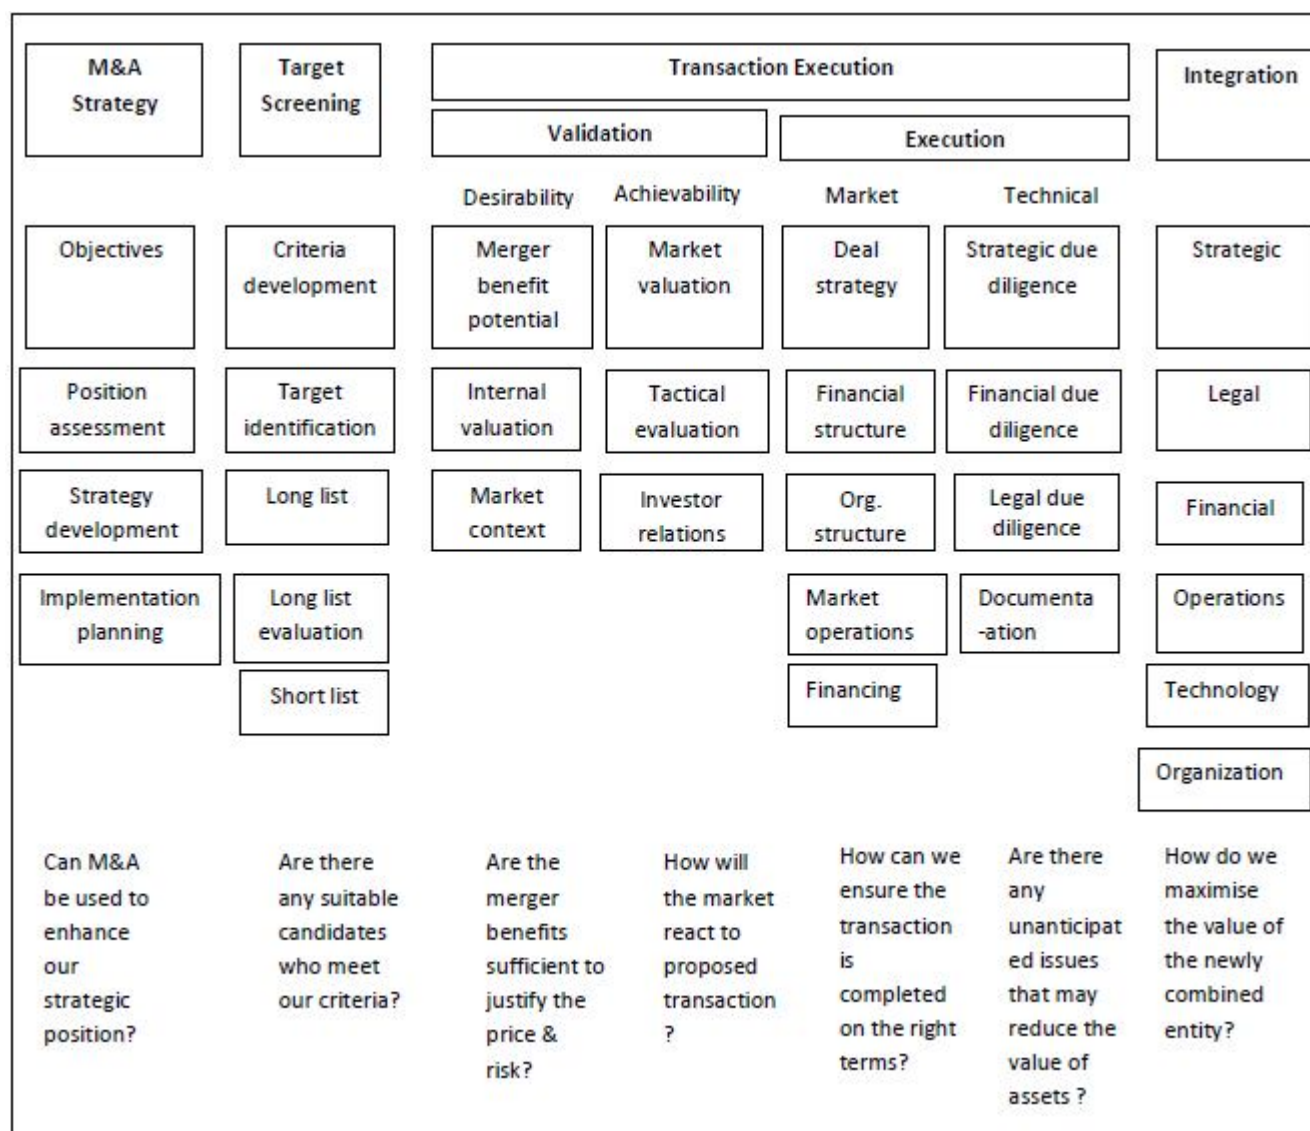 M&A
Strategy
Target
Screening
Transaction Execution
Integration
Validation
Execution
Desirability
Achievability
Market
Technical
Objectives
Criteria
development
Merger
benefit
potential
Market
valuation
Deal
strategy
Strategic due
diligence
Strategic
Position
assessment
Target
identification
Internal
valuation
Tactical
evaluation
Financial
structure
Financial due
diligence
Legal
Strategy
development
Long list
Market
context
Investor
relations
Org.
structure
Legal due
diligence
Financial
Implementation
planning
Long list
evaluation
Market
operations
Documenta
-ation
Operations
Short list
Financing
Technology
Organization
Can M&A
be used to
enhance
our
strategic
position?
Are there
any suitable
candidates
who meet
our criteria?
Are the
merger
benefits
sufficient to
justify the
price &
risk?
How will
the market
react to
proposed
transaction
?
How can we
ensure the
transaction
is
completed
on the right
terms?
Are there
any
unanticipat
ed issues
that may
reduce the
value of
assets ?
How do we
maximise
the value of
the newly
combined
entity?